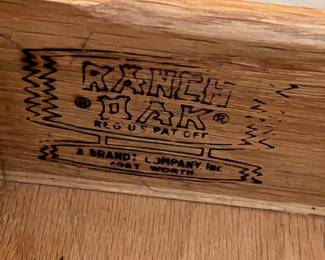 RANCH
® OAK ®
REG US PAT OFF
A BRANDT COMPANY, INC.
FORT WORTH